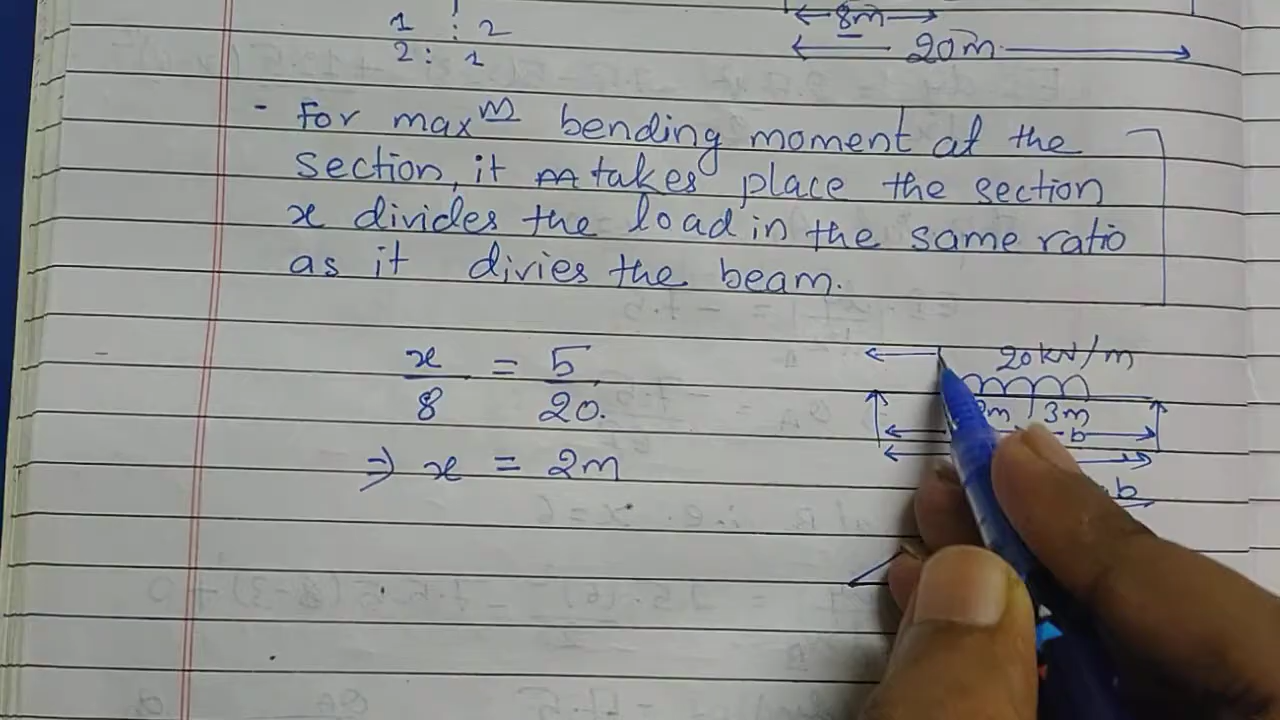 8m
1 : 2
2 : 1
20m
- For maxm bending moment at the
section, it m takes place the section
x divides the load in the same ratio
as it divies the beam.
x/8 = 5/20.
20kN/m
3m
b
⇒ x = 2m
b